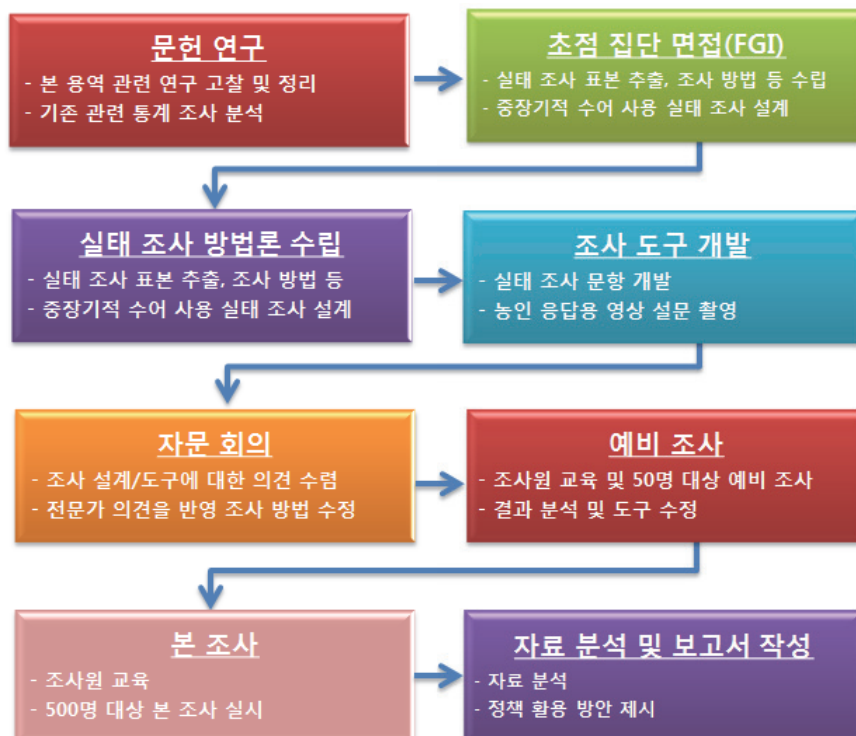 문헌 연구
- 본 용역 관련 연구 고찰 및 정리
- 기존 관련 통계 조사 분석
초점 집단 면접(FGI)
- 실태 조사 표본 추출, 조사 방법 등 수립
- 중장기적 수어 사용 실태 조사 설계
실태 조사 방법론 수립
- 실태 조사 표본 추출, 조사 방법 등
- 중장기적 수어 사용 실태 조사 설계
조사 도구 개발
- 실태 조사 문항 개발
- 농인 응답용 영상 설문 촬영
자문 회의
- 조사 설계/도구에 대한 의견 수렴
- 전문가 의견을 반영 조사 방법 수정
예비 조사
- 조사원 교육 및 50명 대상 예비 조사
- 결과 분석 및 도구 수정
본 조사
- 조사원 교육
- 500명 대상 본 조사 실시
자료 분석 및 보고서 작성
- 자료 분석
- 정책 활용 방안 제시